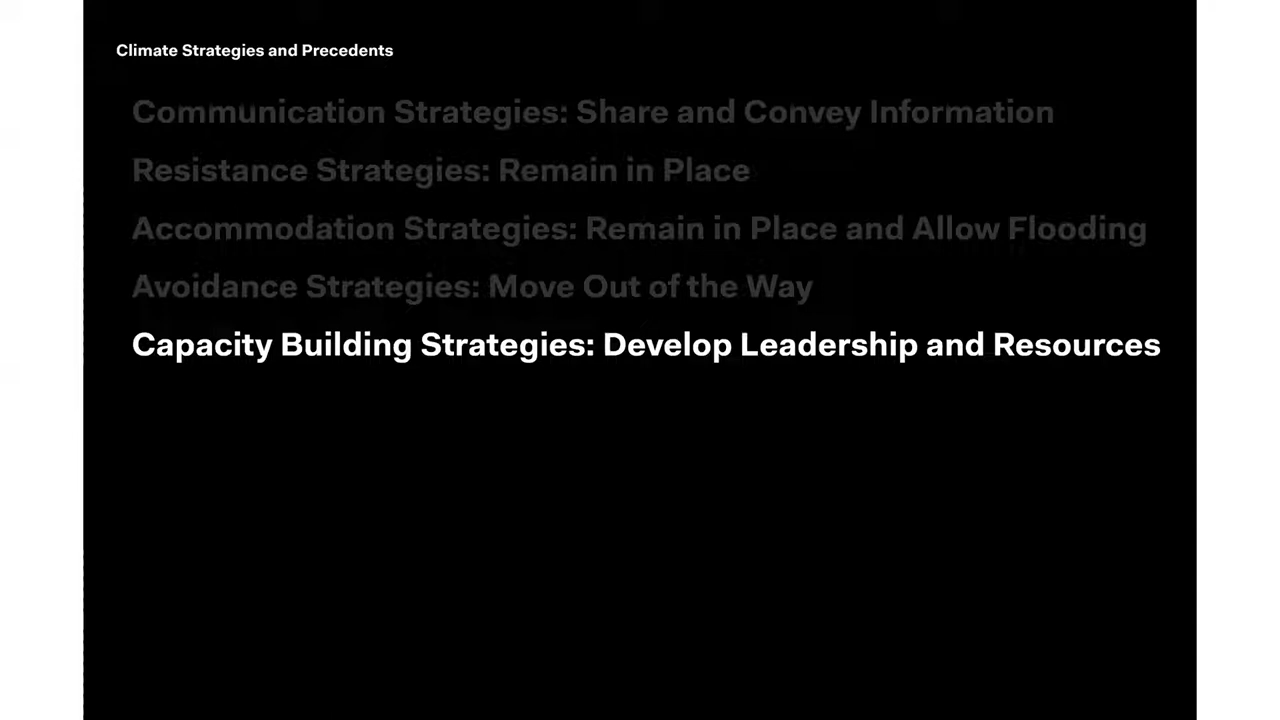 Climate Strategies and Precedents
Communication Strategies: Share and Convey Information
Resistance Strategies: Remain in Place
Accommodation Strategies: Remain in Place and Allow Flooding
Avoidance Strategies: Move Out of the Way
Capacity Building Strategies: Develop Leadership and Resources